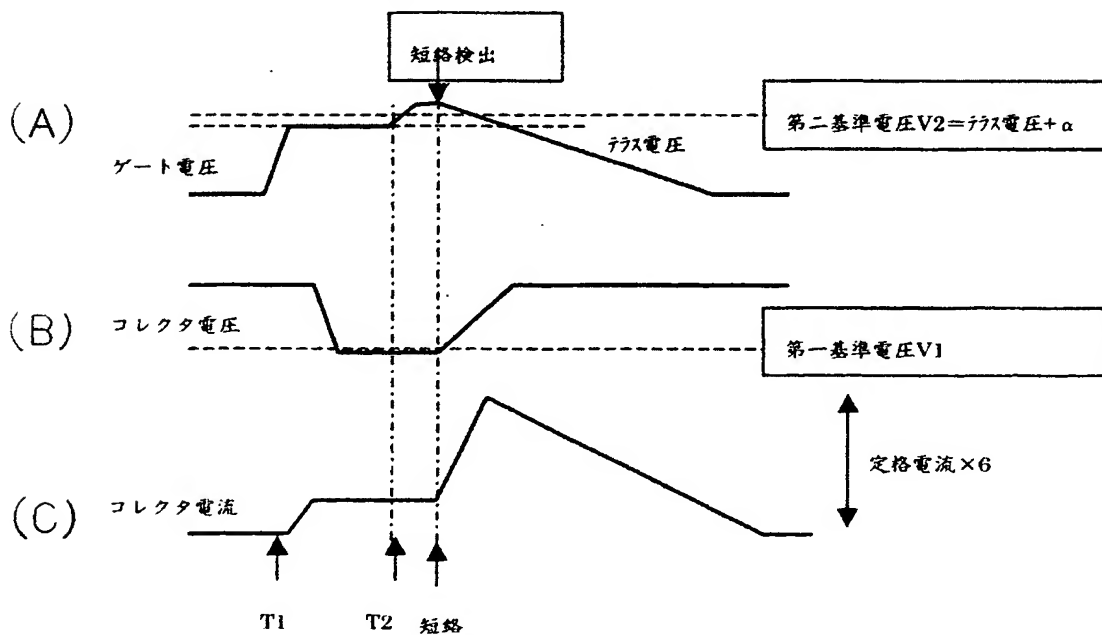 短絡検出
(A)
第二基準電圧V2=テラス電圧+α
テラス電圧
ゲート電圧
(B)
コレクタ電圧
第一基準電圧V1
定格電流×6
(C)
コレクタ電流
T1
T2
短絡